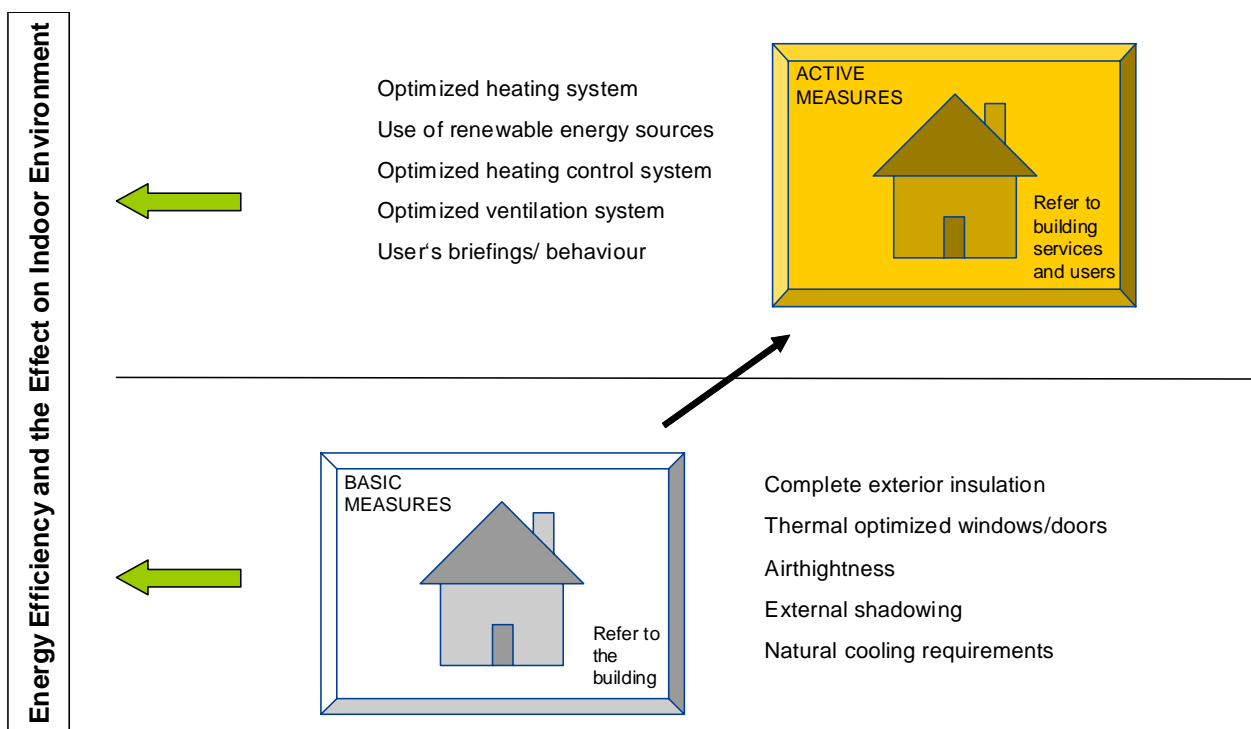 Energy Efficiency and the Effect on Indoor Environment
Optimized heating system
Use of renewable energy sources
Optimized heating control system
Optimized ventilation system
User‘s briefings/ behaviour
ACTIVE
MEASURES
Refer to
building
services
and users
BASIC
MEASURES
Refer to
the
building
Complete exterior insulation
Thermal optimized windows/doors
Airthightness
External shadowing
Natural cooling requirements